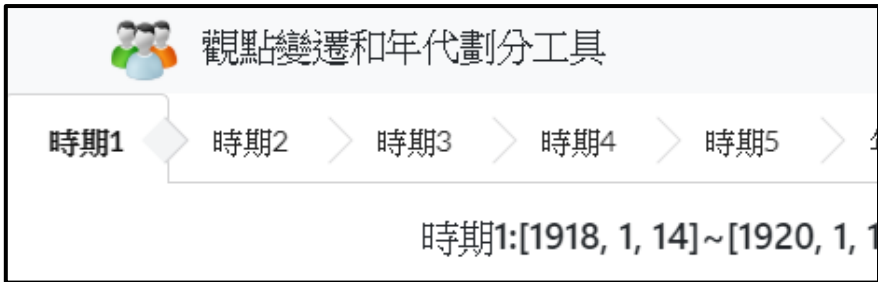 觀點變遷和年代劃分工具
時期1 時期2 時期3 時期4 時期5
時期1:[1918, 1, 14]~[1920, 1, 1